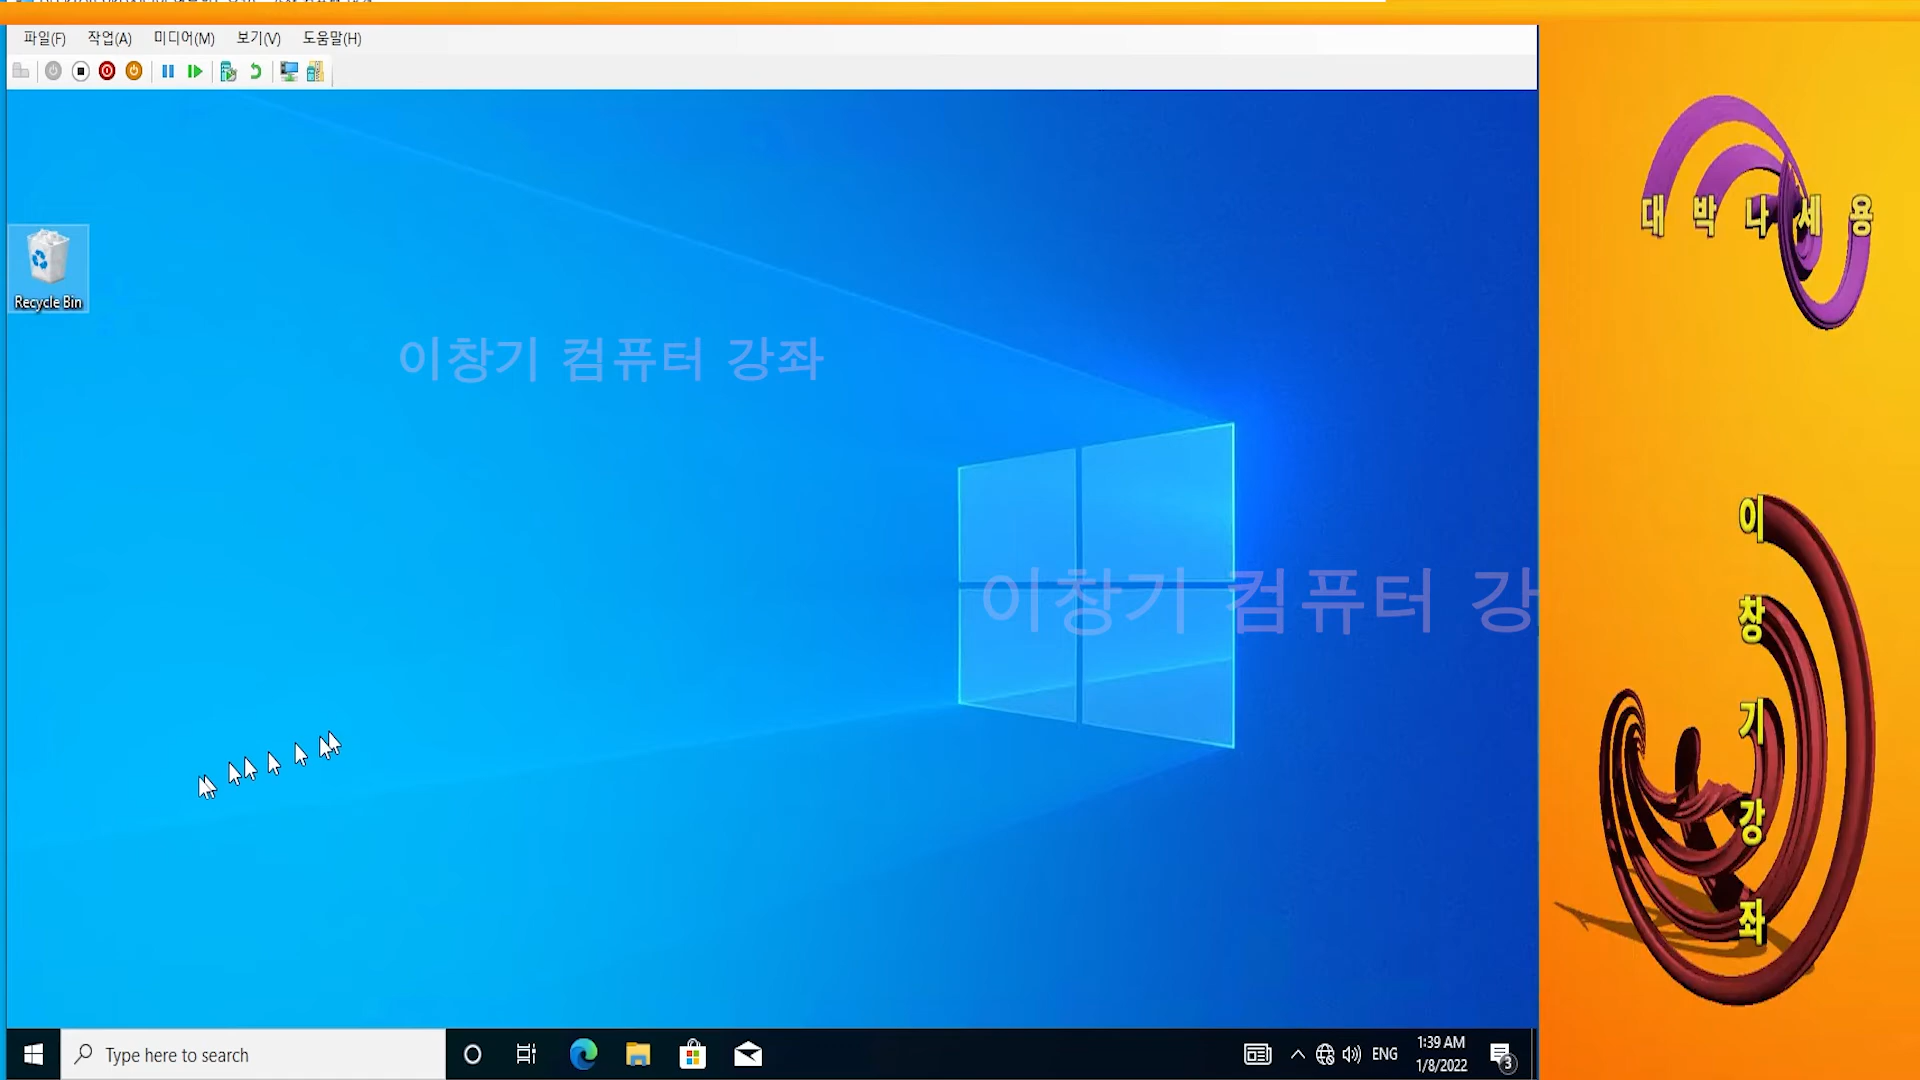 파일(F) 작업(A) 미디어(M) 보기(V) 도움말(H)
대 박 나 세 용
Recycle Bin
이창기 컴퓨터 강좌
이창기 컴퓨터 강
이
창
기
강
좌
Type here to search
ENG
1:39 AM
1/8/2022
3